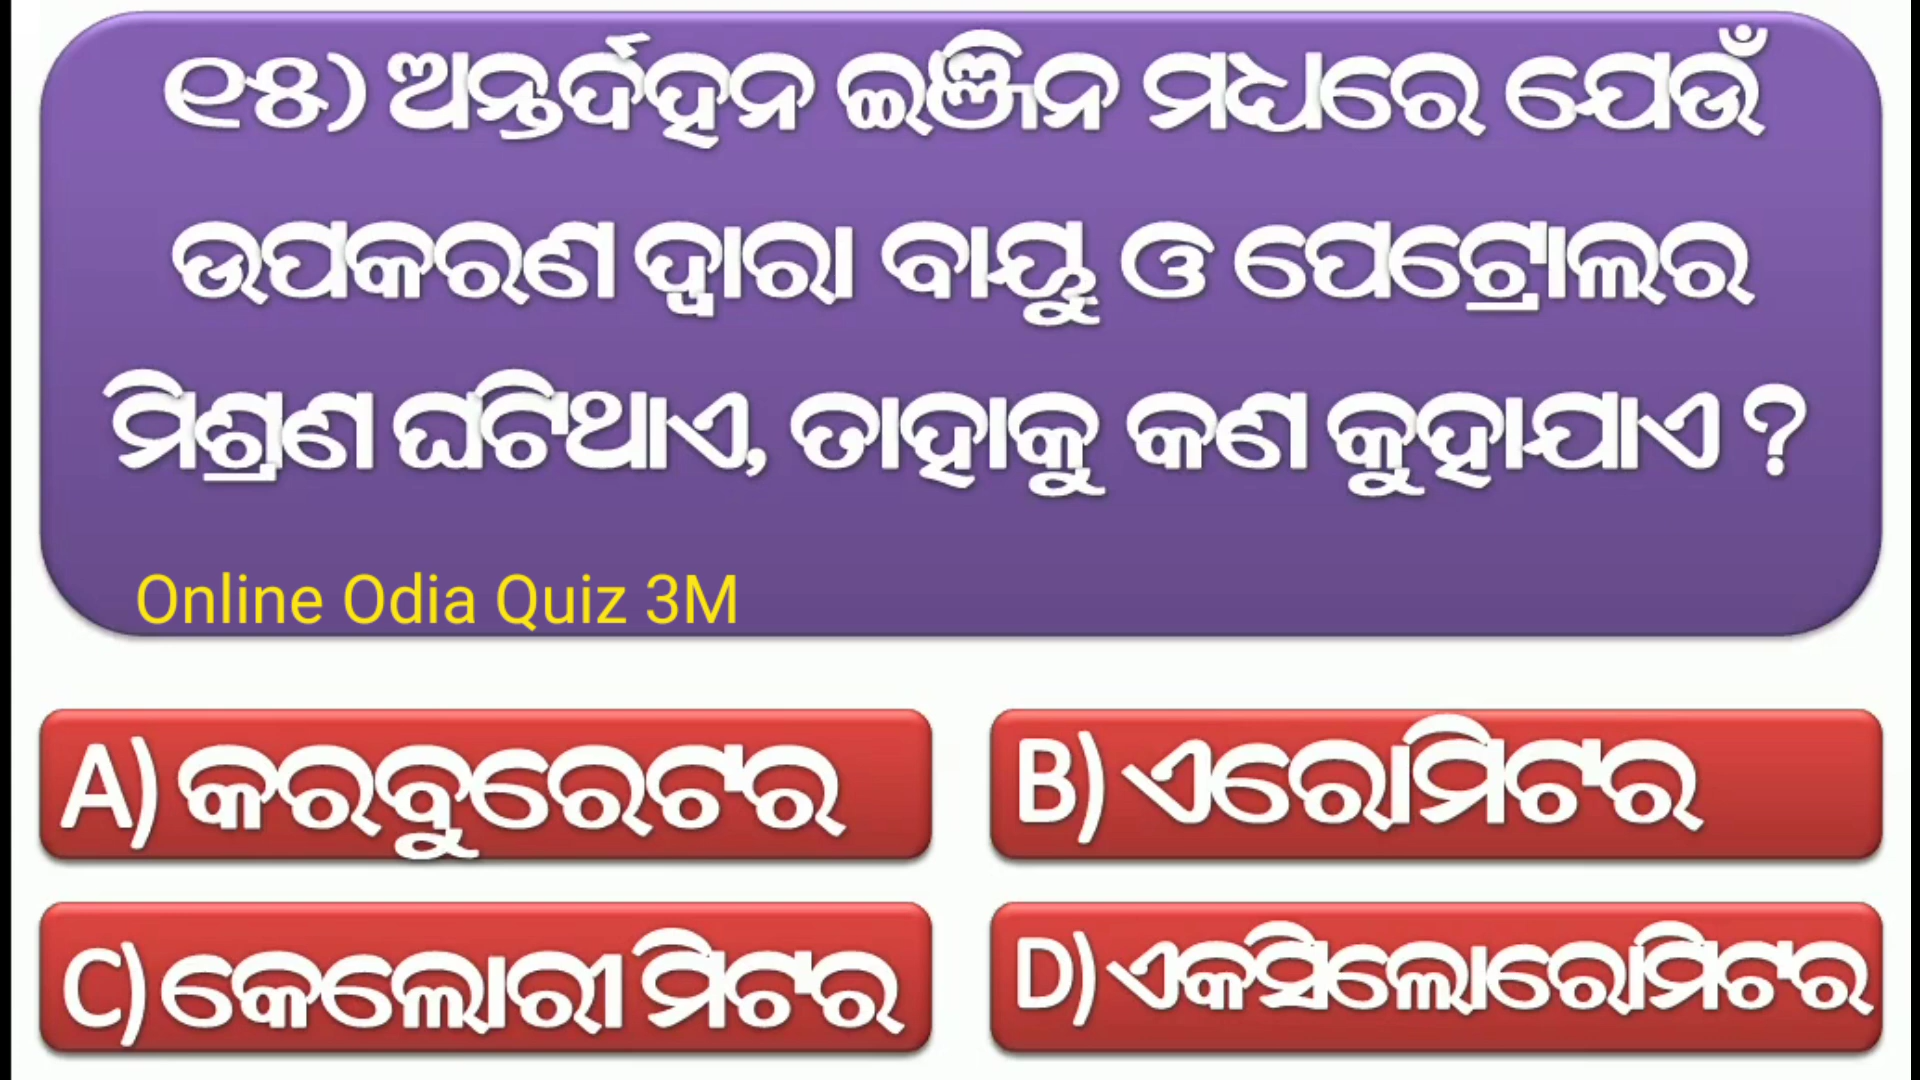 ୧୫) ଅନ୍ତର୍ଦହନ ଇଞ୍ଜିନ ମଧ୍ୟରେ ଯେଉଁ
ଉପକରଣ ଦ୍ୱାରା ବାୟୁ ଓ ପେଟ୍ରୋଲର
ମିଶ୍ରଣ ଘଟିଥାଏ, ତାହାକୁ କଣ କୁହାଯାଏ ?
Online Odia Quiz 3M
A) କରବୁରେଟର
B) ଏରୋମିଟର
C) କେଲୋରୀ ମିଟର
D) ଏକସିଲୋରୋମିଟର